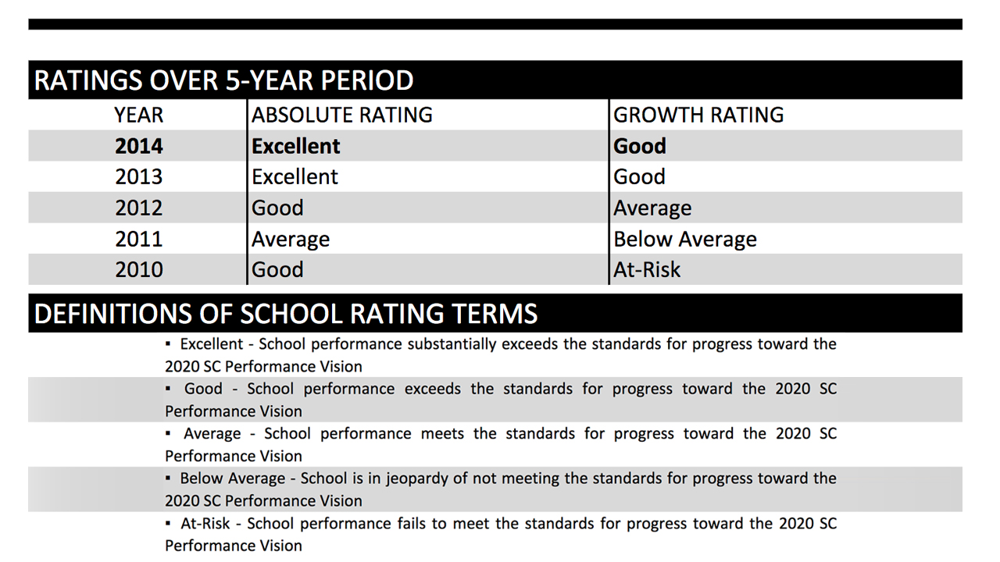 RATINGS OVER 5-YEAR PERIOD
YEAR ABSOLUTE RATING GROWTH RATING
2014 Excellent Good
2013 Excellent Good
2012 Good Average
2011 Average Below Average
2010 Good At-Risk
DEFINITIONS OF SCHOOL RATING TERMS
▪ Excellent - School performance substantially exceeds the standards for progress toward the
2020 SC Performance Vision
▪ Good - School performance exceeds the standards for progress toward the 2020 SC
Performance Vision
▪ Average - School performance meets the standards for progress toward the 2020 SC
Performance Vision
▪ Below Average - School is in jeopardy of not meeting the standards for progress toward the
2020 SC Performance Vision
▪ At-Risk - School performance fails to meet the standards for progress toward the 2020 SC
Performance Vision